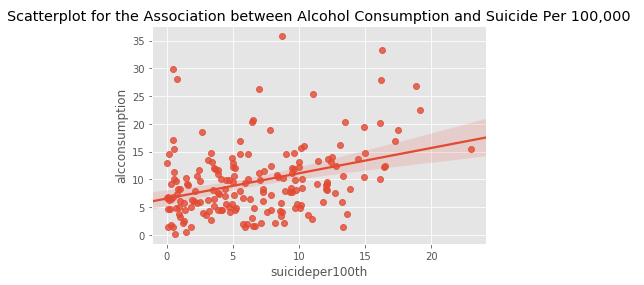 Scatterplot for the Association between Alcohol Consumption and Suicide Per 100,000
35
30
25
20
15
10
5
0
alcconsumption
0 5 10 15 20
suicideper100th